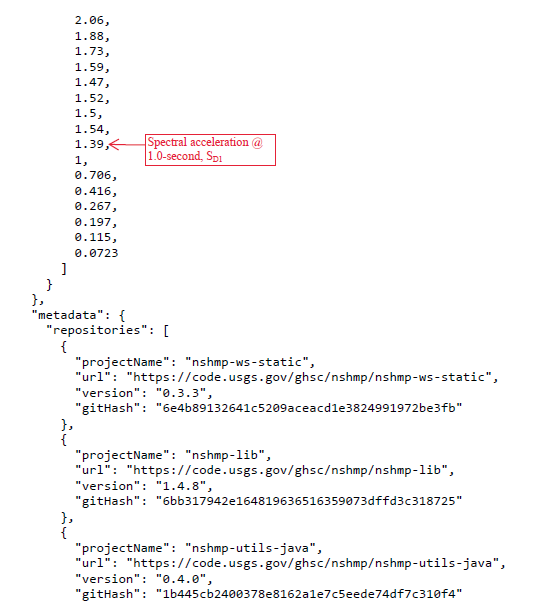 2.06,
1.88,
1.73,
1.59,
1.47,
1.52,
1.5,
1.54,
1.39,
Spectral acceleration @
1.0-second, SD1
1,
0.706,
0.416,
0.267,
0.197,
0.115,
0.0723
]
}
},
"metadata": {
"repositories": [
{
"projectName": "nshmp-ws-static",
"url": "https://code.usgs.gov/ghsc/nshmp/nshmp-ws-static",
"version": "0.3.3",
"gitHash": "6e4b89132641c5209aceacd1e3824991972be3fb"
},
{
"projectName": "nshmp-lib",
"url": "https://code.usgs.gov/ghsc/nshmp/nshmp-lib",
"version": "1.4.8",
"gitHash": "6bb317942e164819636516359073dffd3c318725"
},
{
"projectName": "nshmp-utils-java",
"url": "https://code.usgs.gov/ghsc/nshmp/nshmp-utils-java",
"version": "0.4.0",
"gitHash": "1b445cb2400378e8162a1e7c5eede74df7c310f4"